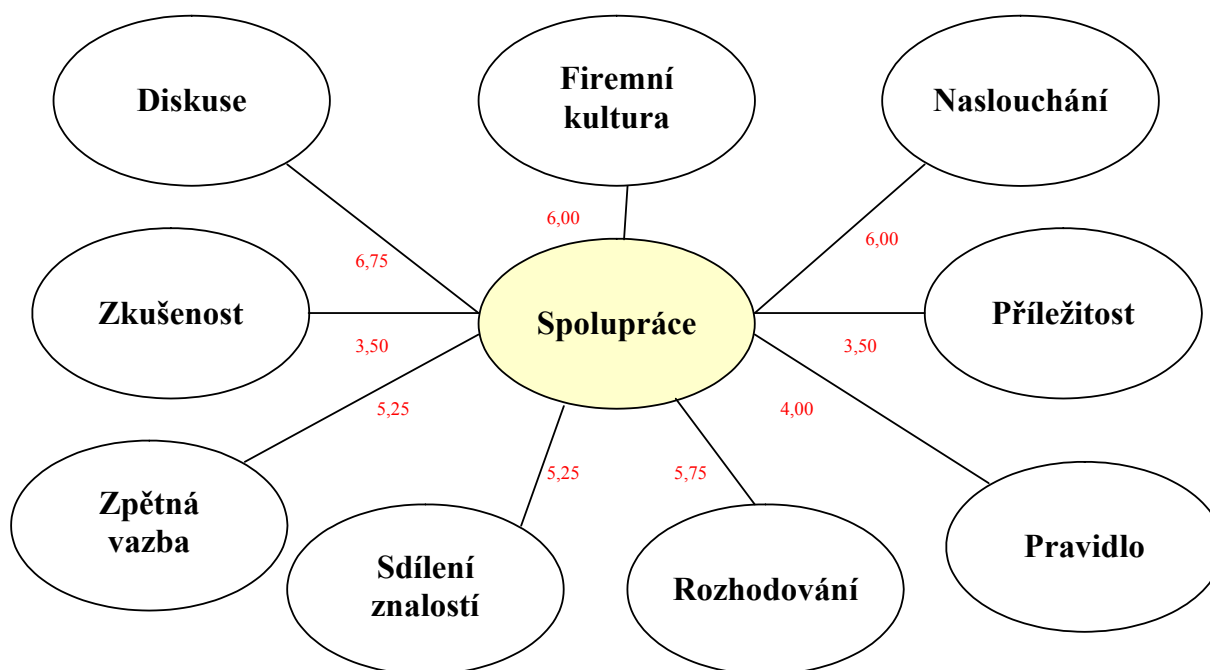 Diskuse
Firemní
kultura
Naslouchání
6,00
6,00
6,75
Zkušenost
Spolupráce
Příležitost
3,50
3,50
5,25
4,00
5,25
5,75
Zpětná
vazba
Sdílení
znalostí
Rozhodování
Pravidlo